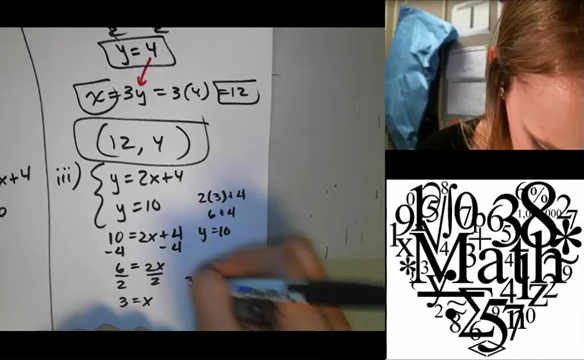 y = 4
x = 3y = 3(4) = 12
(12, 4)
x+4
iii) { y = 2x+4
y = 10
2(3)+4
6+4
y=10
10 = 2x+4
-4 -4
6 = 2x
2 2
3 = x
3
Math